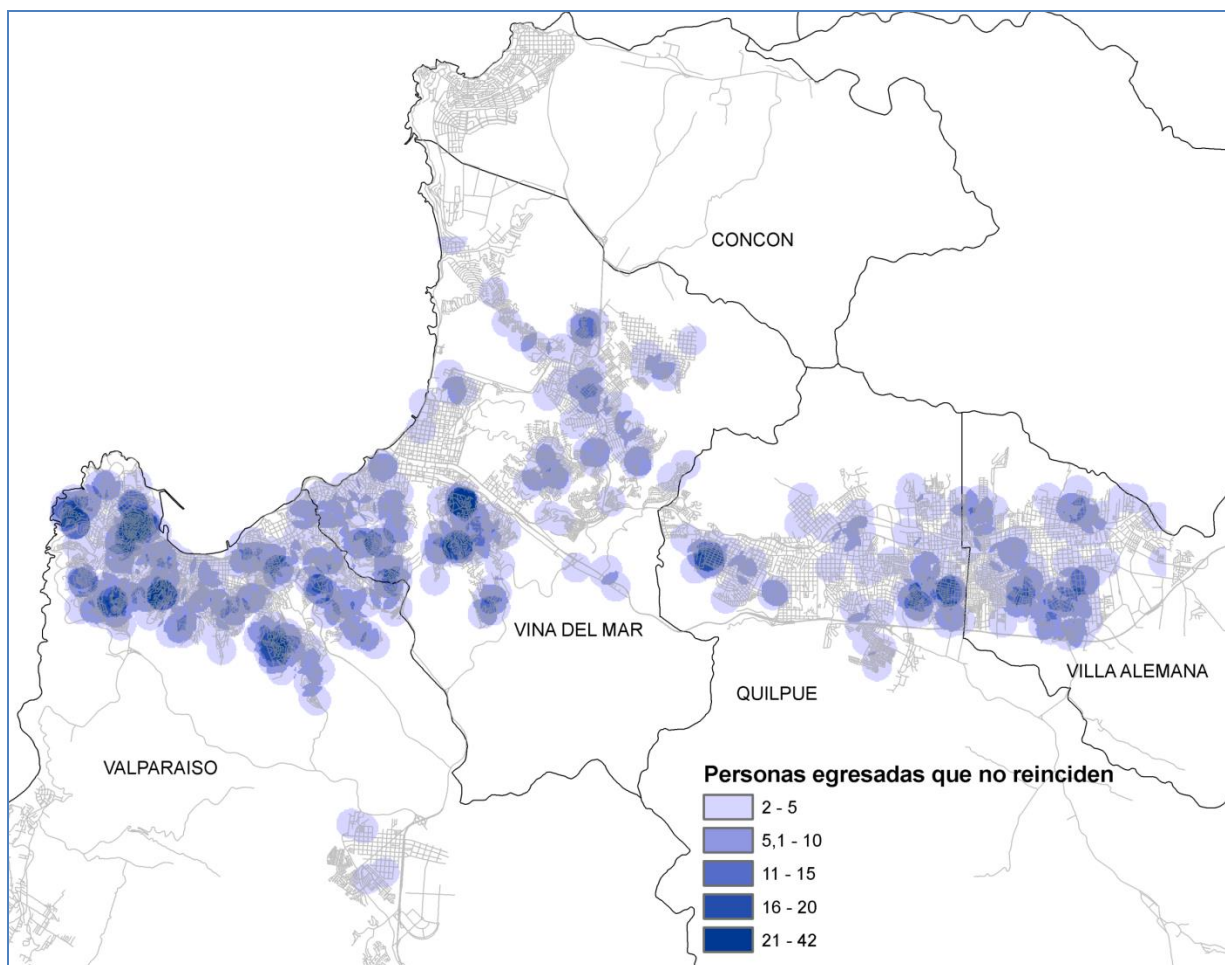 CONCON
VINA DEL MAR
QUILPUE
VILLA ALEMANA
VALPARAISO
Personas egresadas que no reinciden
2 - 5
5,1 - 10
11 - 15
16 - 20
21 - 42